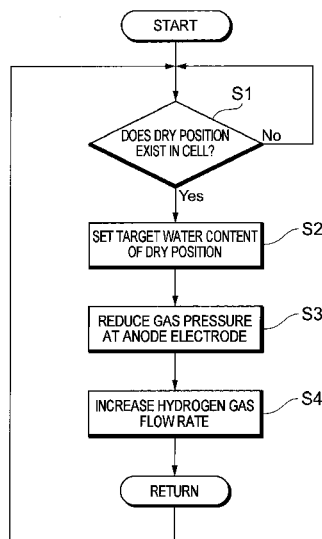 START
S1
DOES DRY POSITION
EXIST IN CELL?
No
Yes
S2
SET TARGET WATER CONTENT
OF DRY POSITION
S3
REDUCE GAS PRESSURE
AT ANODE ELECTRODE
S4
INCREASE HYDROGEN GAS
FLOW RATE
RETURN